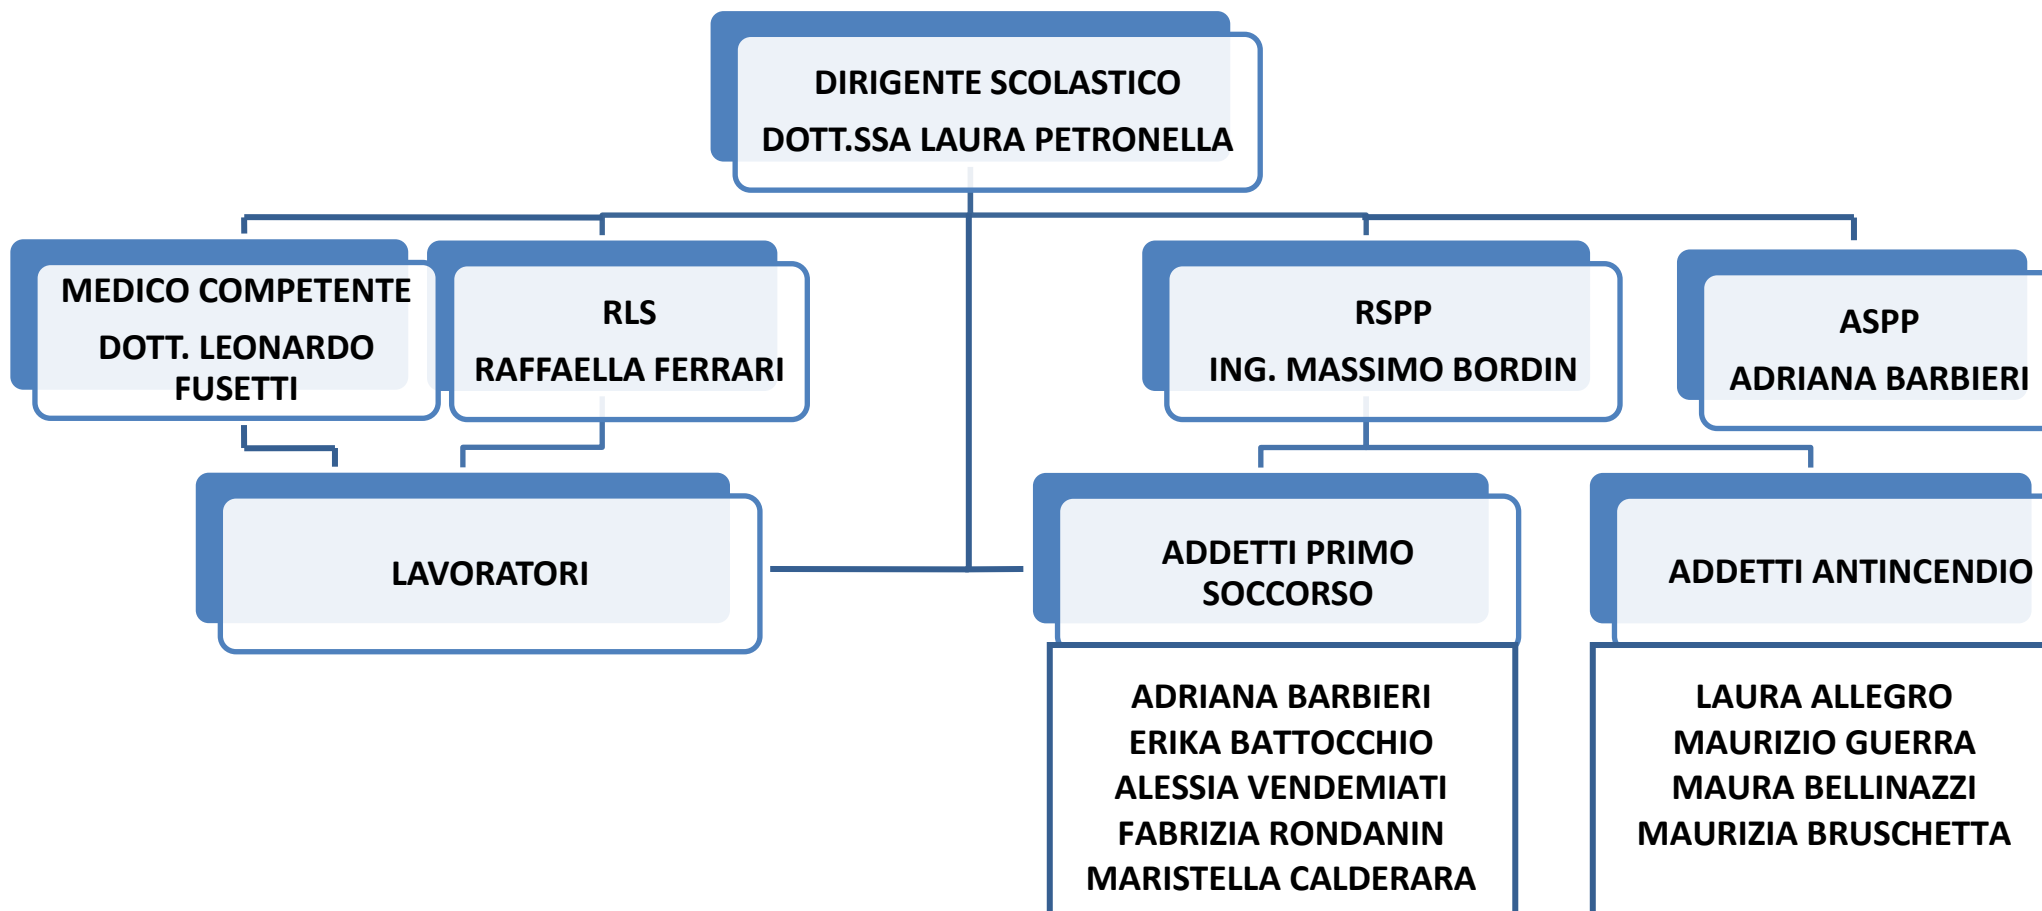 DIRIGENTE SCOLASTICO
DOTT.SSA LAURA PETRONELLA
MEDICO COMPETENTE
DOTT. LEONARDO
FUSETTI
RLS
RAFFAELLA FERRARI
RSPP
ING. MASSIMO BORDIN
ASPP
ADRIANA BARBIERI
LAVORATORI
ADDETTI PRIMO
SOCCORSO
ADDETTI ANTINCENDIO
ADRIANA BARBIERI
ERIKA BATTOCCHIO
ALESSIA VENDEMIATI
FABRIZIA RONDANIN
MARISTELLA CALDERARA
LAURA ALLEGRO
MAURIZIO GUERRA
MAURA BELLINAZZI
MAURIZIA BRUSCHETTA